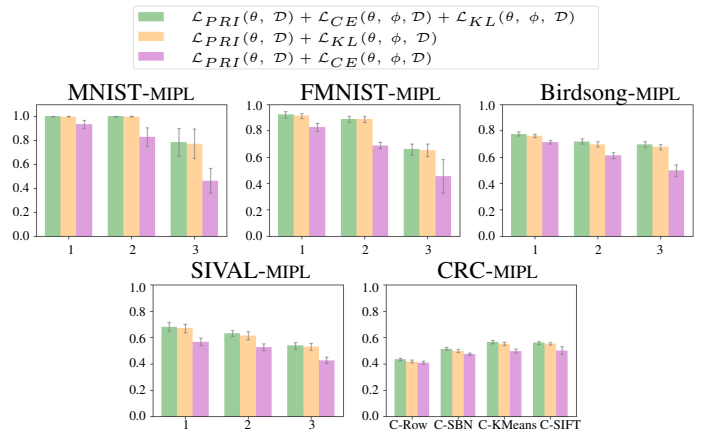 ℒ_PRI(θ, 𝒟) + ℒ_CE(θ, ϕ, 𝒟) + ℒ_KL(θ, ϕ, 𝒟)
ℒ_PRI(θ, 𝒟) + ℒ_KL(θ, ϕ, 𝒟)
ℒ_PRI(θ, 𝒟) + ℒ_CE(θ, ϕ, 𝒟)
MNIST-MIPL FMNIST-MIPL Birdsong-MIPL
1.0 1.0 1.0
0.8 0.8 0.8
0.6 0.6 0.6
0.4 0.4 0.4
0.2 0.2 0.2
0.0 0.0 0.0
1 2 3 1 2 3 1 2 3
SIVAL-MIPL CRC-MIPL
1.0 1.0
0.8 0.8
0.6 0.6
0.4 0.4
0.2 0.2
0.0 0.0
1 2 3 C-Row C-SBN C-KMeans C-SIFT